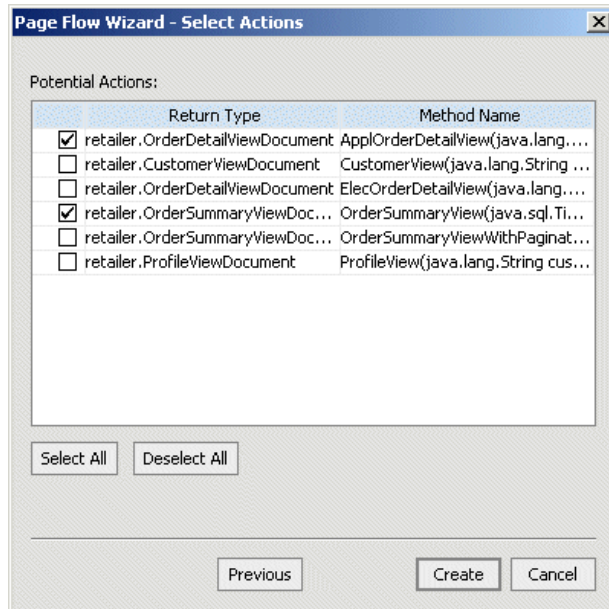 Page Flow Wizard - Select Actions
Potential Actions:
Return Type Method Name
retailer.OrderDetailViewDocument ApplOrderDetailView(java.lang....
retailer.CustomerViewDocument CustomerView(java.lang.String ...
retailer.OrderDetailViewDocument ElecOrderDetailView(java.lang....
retailer.OrderSummaryViewDoc... OrderSummaryView(java.sql.Ti...
retailer.OrderSummaryViewDoc... OrderSummaryViewWithPaginat...
retailer.ProfileViewDocument ProfileView(java.lang.String cus...
Select All Deselect All
Previous Create Cancel